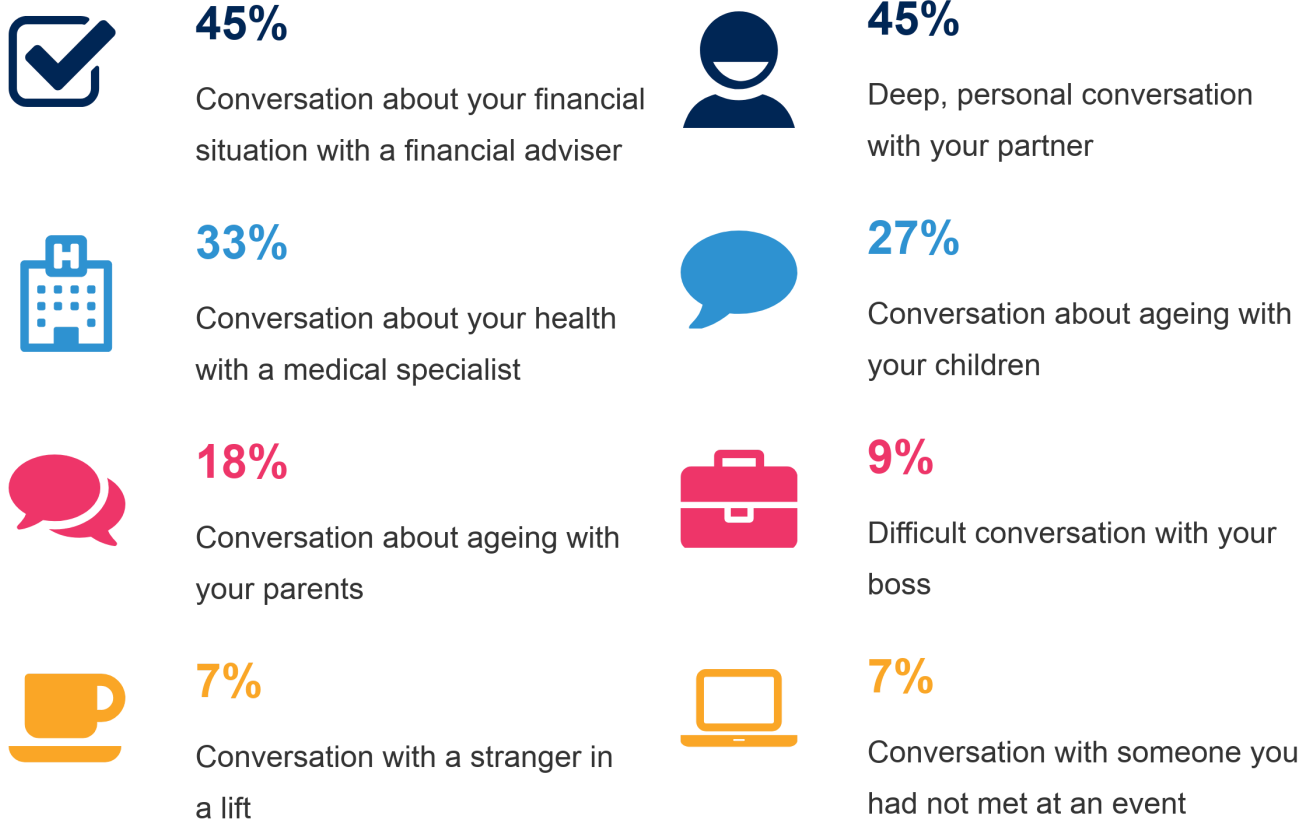 45%
Conversation about your financial
situation with a financial adviser
45%
Deep, personal conversation
with your partner
H
33%
Conversation about your health
with a medical specialist
27%
Conversation about ageing with
your children
18%
Conversation about ageing with
your parents
9%
Difficult conversation with your
boss
7%
Conversation with a stranger in
a lift
7%
Conversation with someone you
had not met at an event